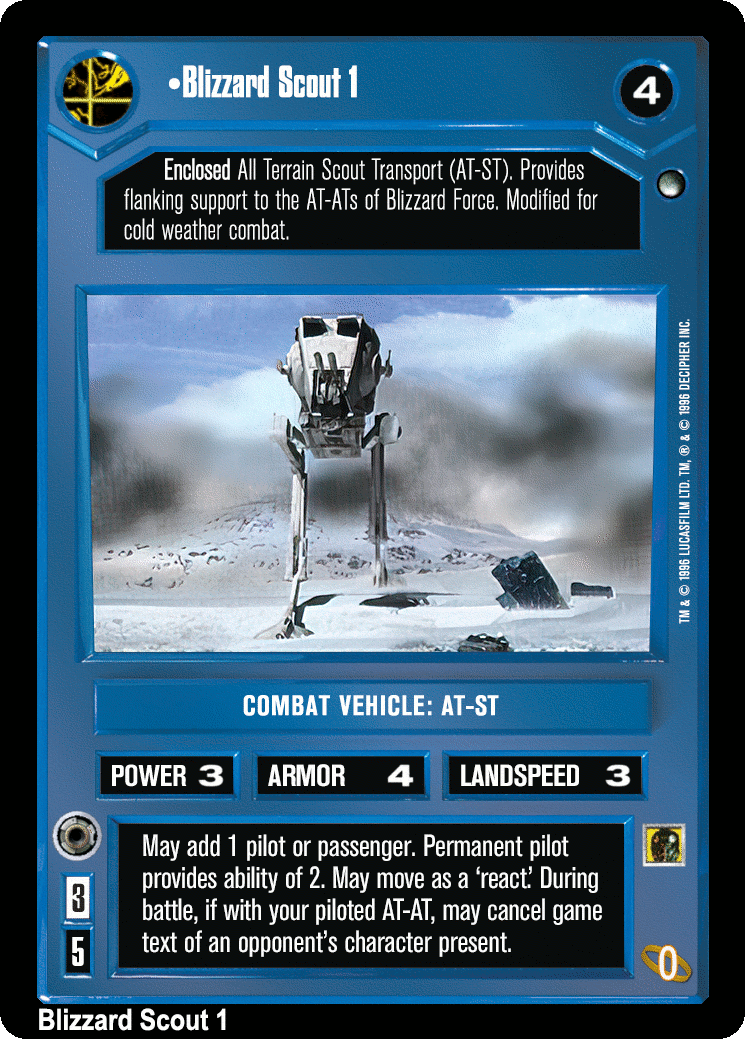 •Blizzard Scout 1
4
Enclosed All Terrain Scout Transport (AT-ST). Provides
flanking support to the AT-ATs of Blizzard Force. Modified for
cold weather combat.
TM & © 1996 LUCASFILM LTD. TM, ® & © 1996 DECIPHER INC.
COMBAT VEHICLE: AT-ST
POWER 3 ARMOR 4 LANDSPEED 3
May add 1 pilot or passenger. Permanent pilot
provides ability of 2. May move as a ‘react.’ During
battle, if with your piloted AT-AT, may cancel game
text of an opponent’s character present.
3
5
0
Blizzard Scout 1